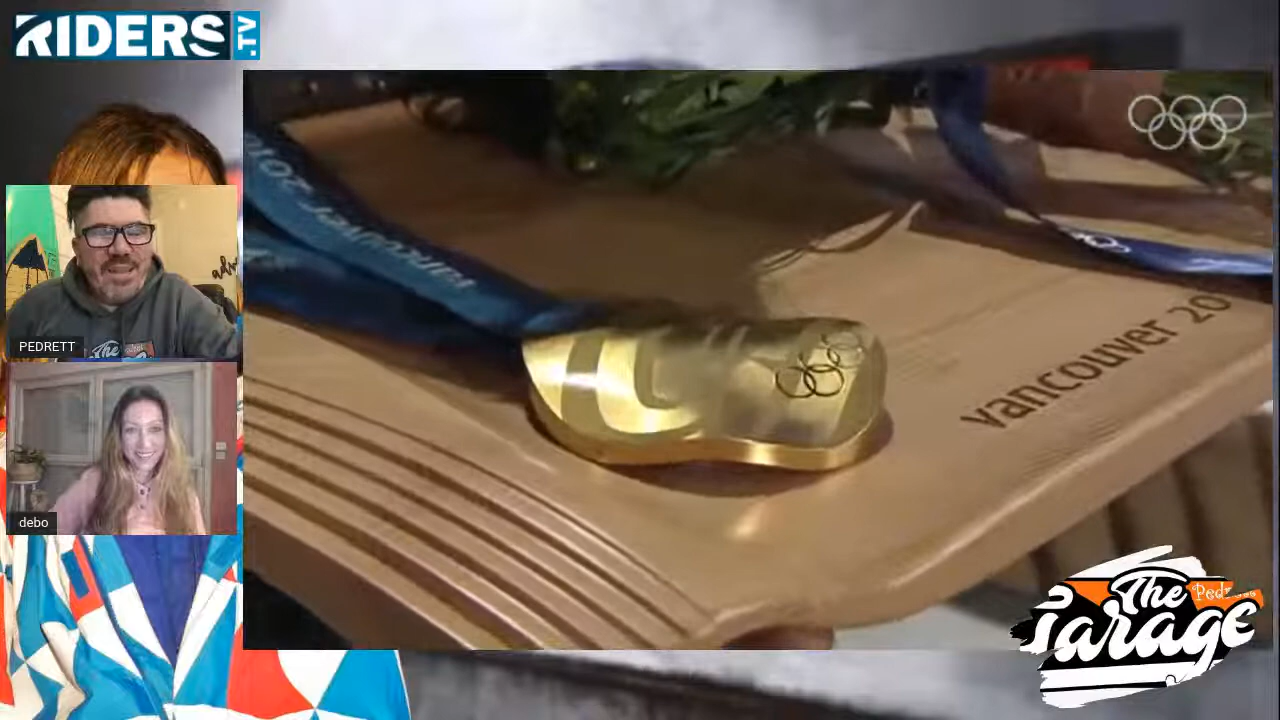 RIDERS
.TV
vancouver 2010
PEDRETT
vancouver 20
debo
The
Garage